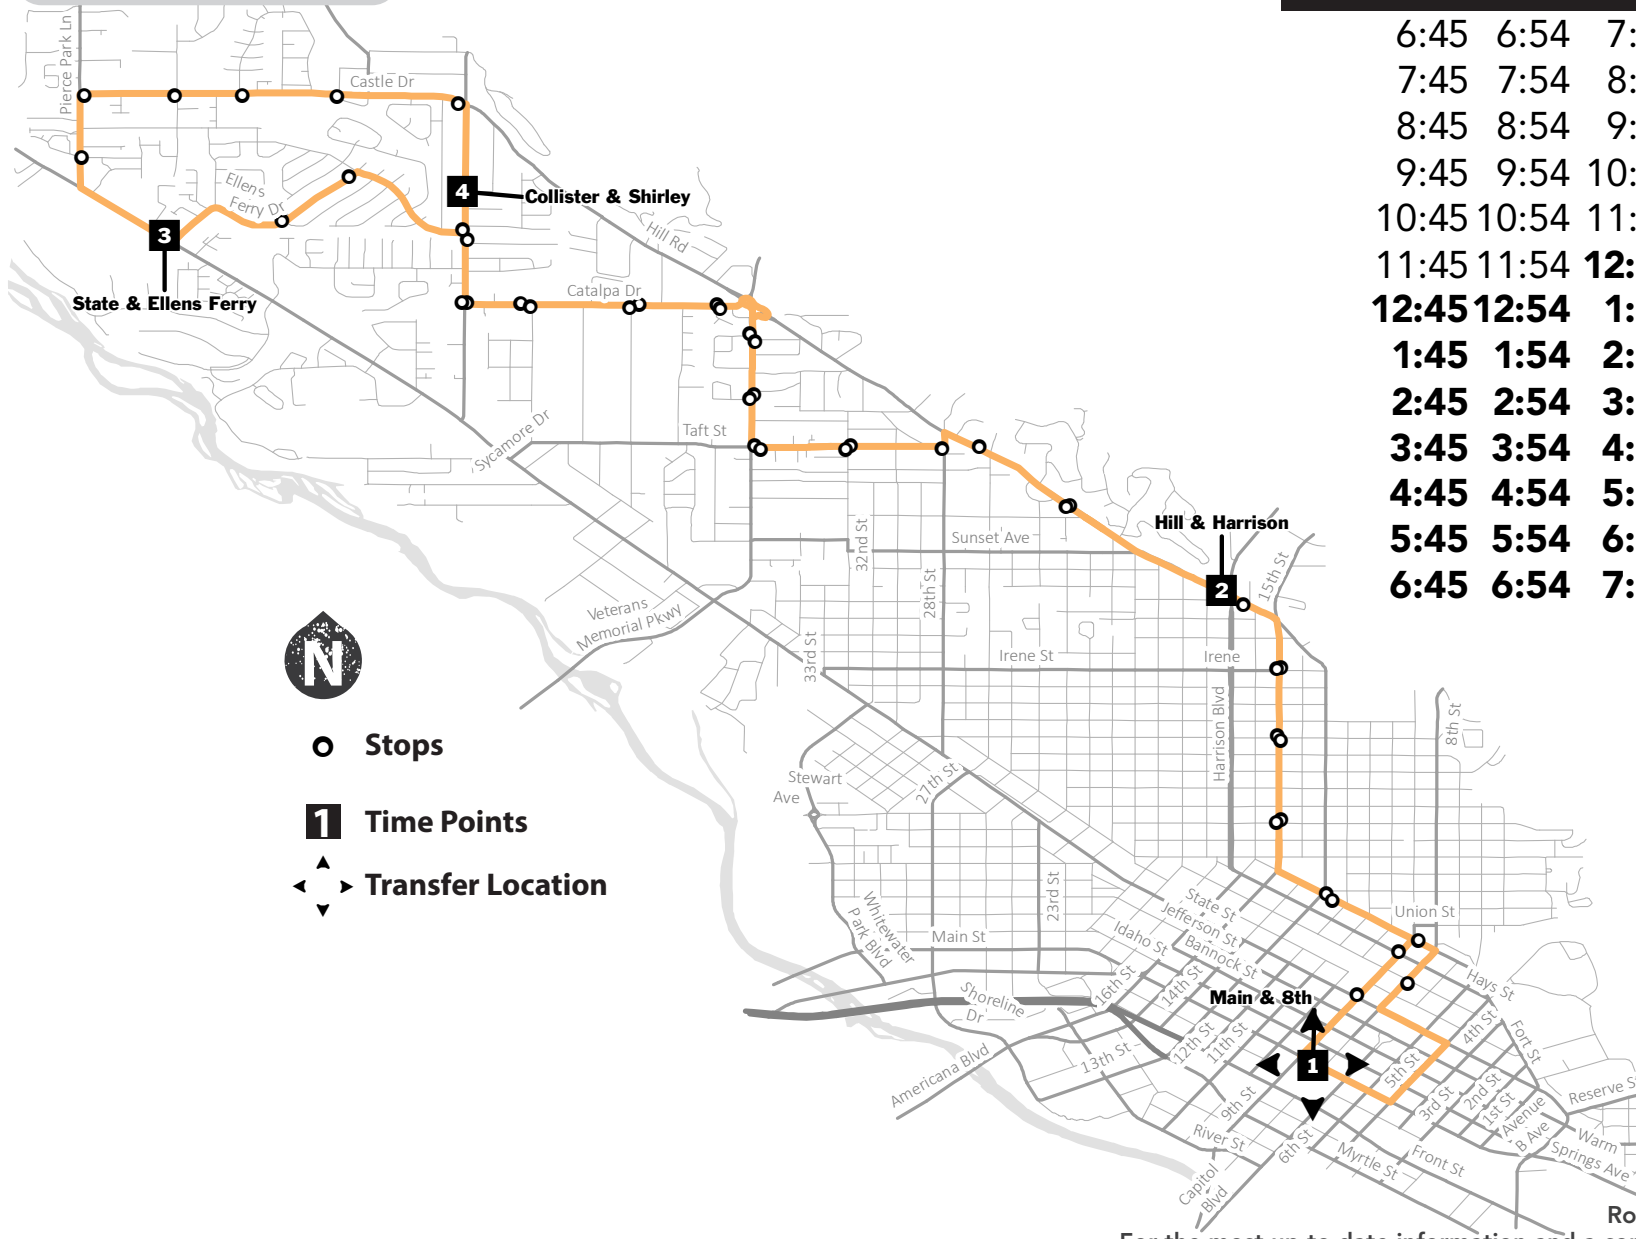 6:45 6:54 7:
7:45 7:54 8:
8:45 8:54 9:
9:45 9:54 10:
10:45 10:54 11:
11:45 11:54 12:
12:45 12:54 1:
1:45 1:54 2:
2:45 2:54 3:
3:45 3:54 4:
4:45 4:54 5:
5:45 5:54 6:
6:45 6:54 7:
Pierce Park Ln
Castle Dr
Ellens
Ferry Dr
4
Collister & Shirley
3
State & Ellens Ferry
Hill Rd
Catalpa Dr
Taft St
Sycamore Dr
Hill & Harrison
2
15th St
Sunset Ave
32nd St
28th St
Veterans
Memorial Pkwy
33rd St
Irene St
Irene
Harrison Blvd
8th St
N
Stops
1
Time Points
Transfer Location
Stewart
Ave
27th St
23rd St
Whitewater
Park Blvd
Main St
State St
Jefferson St
Idaho St
Bannock St
Union St
Hays St
16th St
14th St
Main & 8th
1
Shoreline
Dr
12th St
11th St
13th St
Americana Blvd
4th St
Fort St
5th St
3rd St
2nd St
1st St
Avenue
B Ave
Reserve S
Warm
Springs Ave
9th St
River St
6th St
Myrtle St
Front St
Capitol
Blvd
Ro